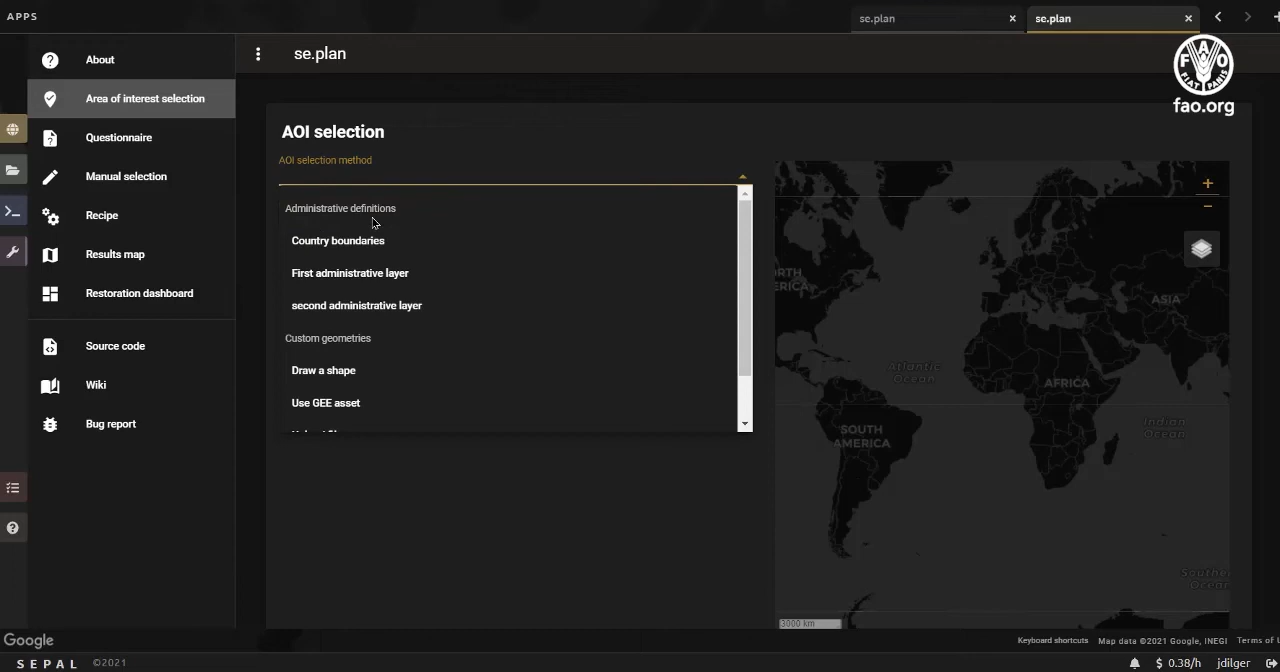 APPS
se.plan
se.plan
About
Area of interest selection
Questionnaire
Manual selection
Recipe
Results map
Restoration dashboard
Source code
Wiki
Bug report
se.plan
FIAT PANIS
FAO
fao.org
AOI selection
AOI selection method
Administrative definitions
Country boundaries
First administrative layer
second administrative layer
Custom geometries
Draw a shape
Use GEE asset
ASIA
Atlantic
Ocean
AFRICA
SOUTH
AMERICA
Indian
Ocean
Ocean
3000 km
Google
Keyboard shortcuts
Map data ©2021 Google, INEGI
Terms of
SEPAL ©2021
$ 0.38/h
jdilger